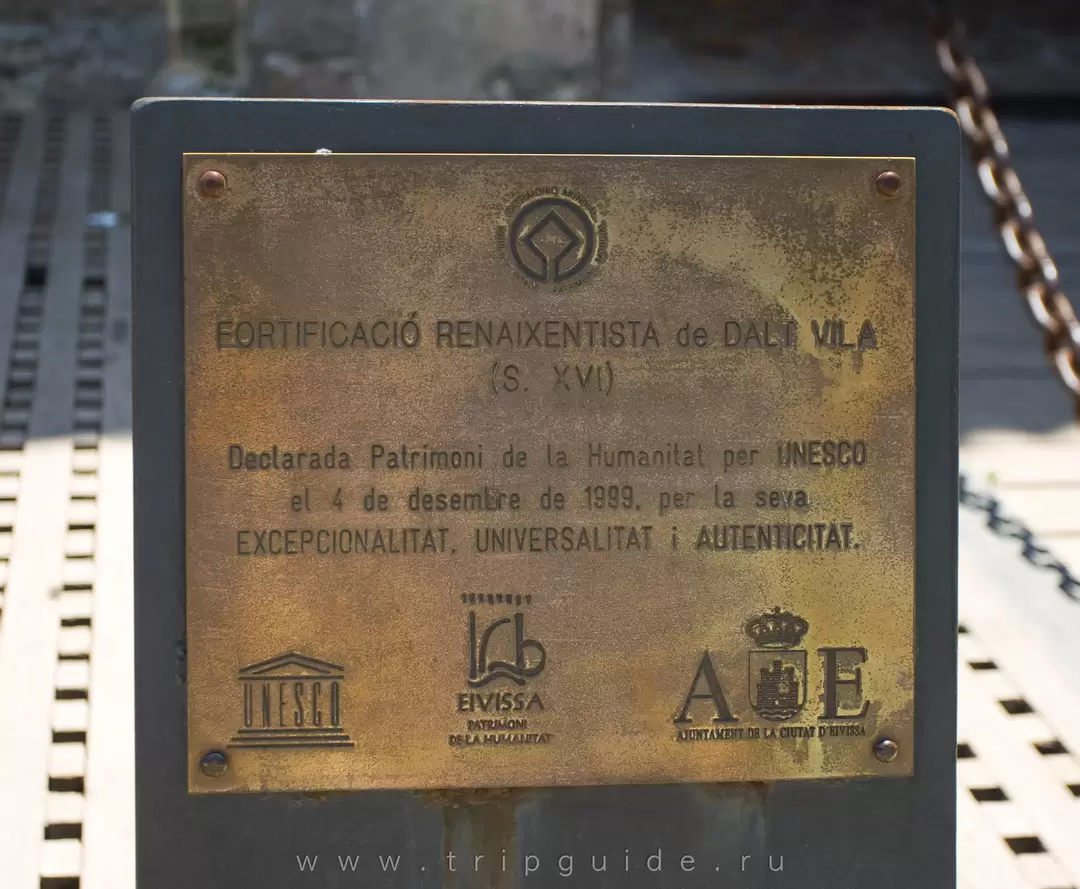 FORTIFICACIÓ RENAIXENTISTA de DALT VILA
(S. XVI)
Declarada Patrimoni de la Humanitat per UNESCO
el 4 de desembre de 1999, per la seva
EXCEPCIONALITAT, UNIVERSALITAT i AUTENTICITAT.
UNESCO
EIVISSA
PATRIMONI
DE LA HUMANITAT
A E
AJUNTAMENT DE LA CIUTAT D'EIVISSA
www.tripguide.ru